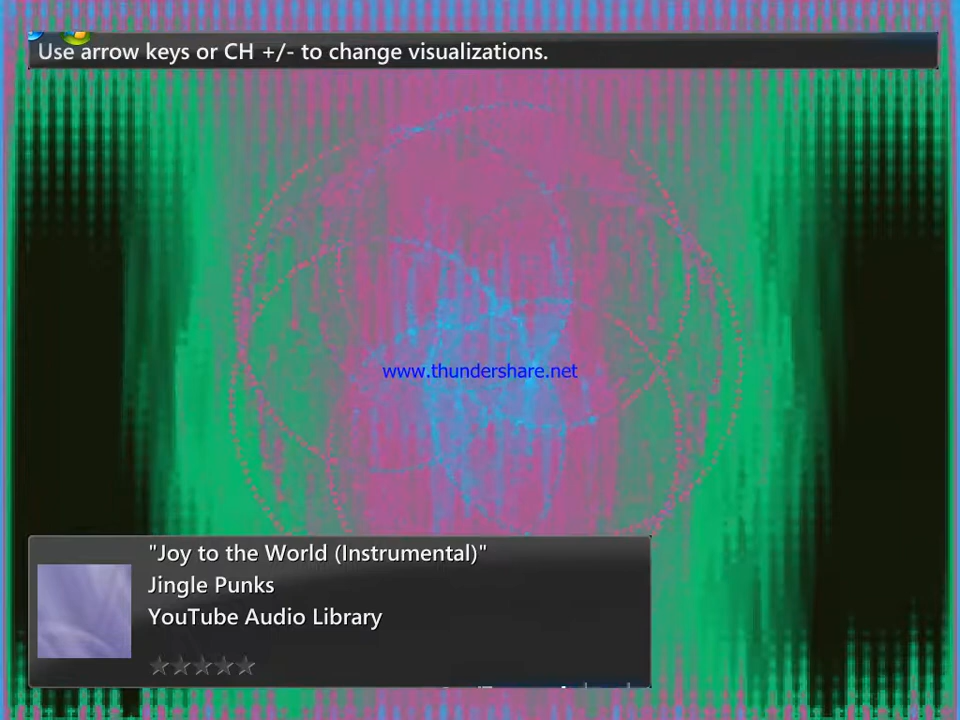 Use arrow keys or CH +/- to change visualizations.
www.thundershare.net
"Joy to the World (Instrumental)"
Jingle Punks
YouTube Audio Library